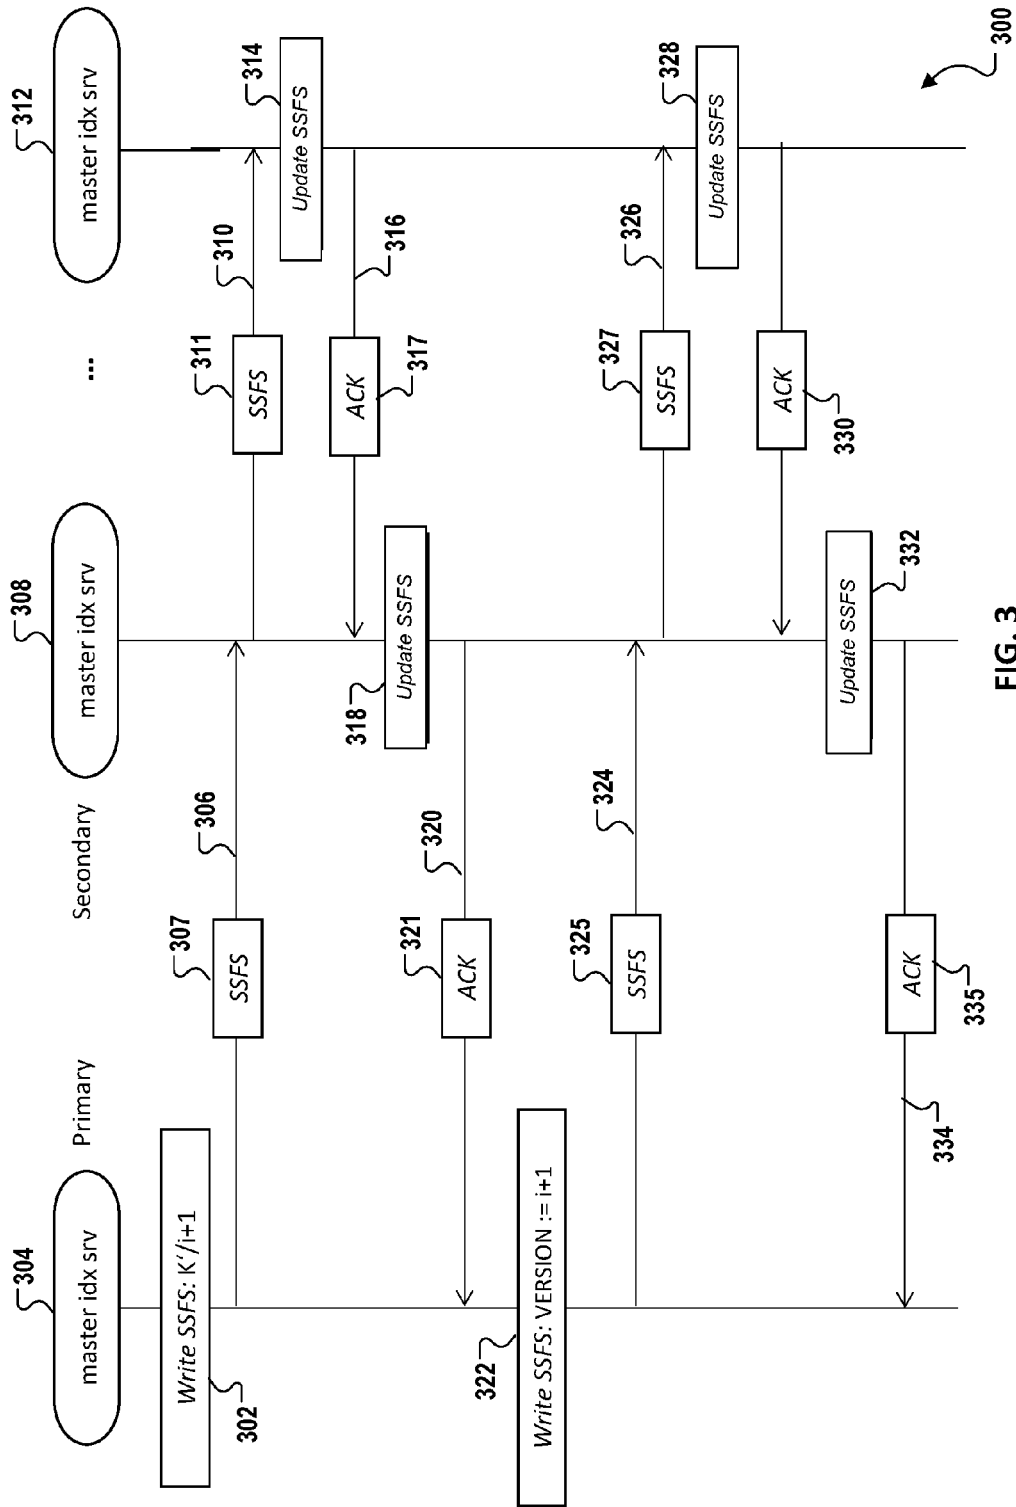 304
308
312
master idx srv
Primary
Secondary
master idx srv
...
master idx srv
Write SSFS: K'/i+1
302
307
SSFS
306
311
SSFS
310
314
Update SSFS
317
ACK
316
318
Update SSFS
321
ACK
320
322
Write SSFS: VERSION := i+1
325
SSFS
324
327
SSFS
326
328
Update SSFS
330
ACK
332
Update SSFS
334
ACK
335
300
FIG. 3